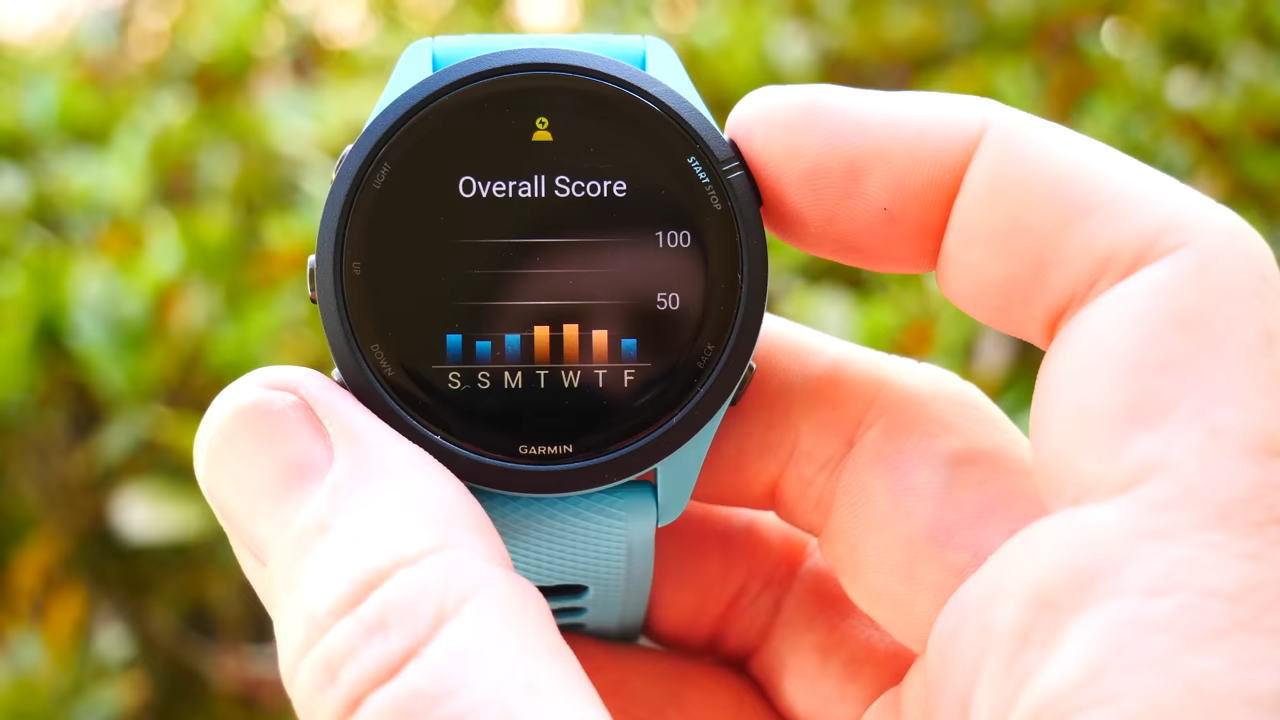 LIGHT
START STOP
Overall Score
100
UP
50
DOWN
BACK
S S M T W T F
GARMIN